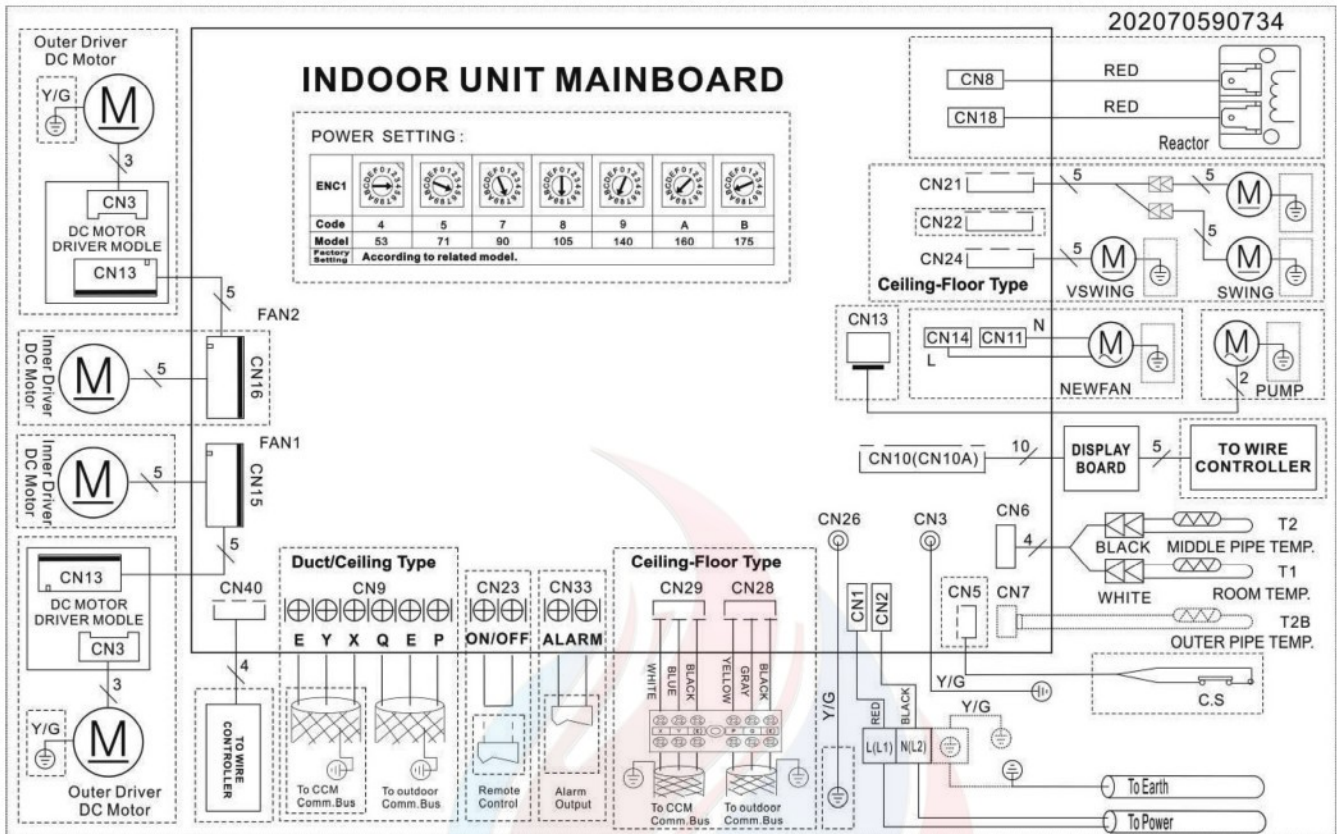 202070590734
Outer Driver
DC Motor
Y/G
M
3
CN3
DC MOTOR
DRIVER MODLE
CN13
5
FAN2
Inner Driver
DC Motor
M
5
CN16
FAN1
Inner Driver
DC Motor
M
5
CN15
5
CN13
DC MOTOR
DRIVER MODLE
CN3
3
Y/G
M
Outer Driver
DC Motor
INDOOR UNIT MAINBOARD
POWER SETTING :
ENC1
Code 4 5 7 8 9 A B
Model 53 71 90 105 140 160 175
Factory Setting According to related model.
CN8 RED
CN18 RED
Reactor
CN21 5 5 M
CN22
5
CN24 5 M M
Ceiling-Floor Type VSWING SWING
CN13
CN14 CN11 N
L
M
NEWFAN
M
2
PUMP
CN10(CN10A) 10 DISPLAY BOARD 5 TO WIRE CONTROLLER
CN6
4
BLACK
T2
MIDDLE PIPE TEMP.
WHITE
T1
ROOM TEMP.
CN7
T2B
OUTER PIPE TEMP.
CN5
C.S
CN40
4
TO WIRE
CONTROLLER
Duct/Ceiling Type
CN9
E Y X Q E P
To CCM
Comm.Bus
To outdoor
Comm.Bus
CN23
ON/OFF
Remote
Control
CN33
ALARM
Alarm
Output
Ceiling-Floor Type
CN29 CN28
WHITE
BLUE
BLACK
YELLOW
GRAY
BLACK
X Y E P Q E
To CCM
Comm.Bus
To outdoor
Comm.Bus
CN26
Y/G
CN1
CN2
RED
BLACK
CN3
Y/G
L(L1) N(L2)
Y/G
To Earth
To Power